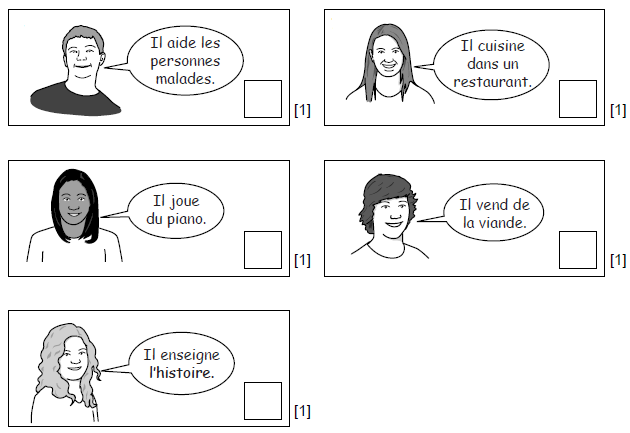 Il aide les
personnes
malades.
[1]
Il cuisine
dans un
restaurant.
[1]
Il joue
du piano.
[1]
Il vend de
la viande.
[1]
Il enseigne
l'histoire.
[1]